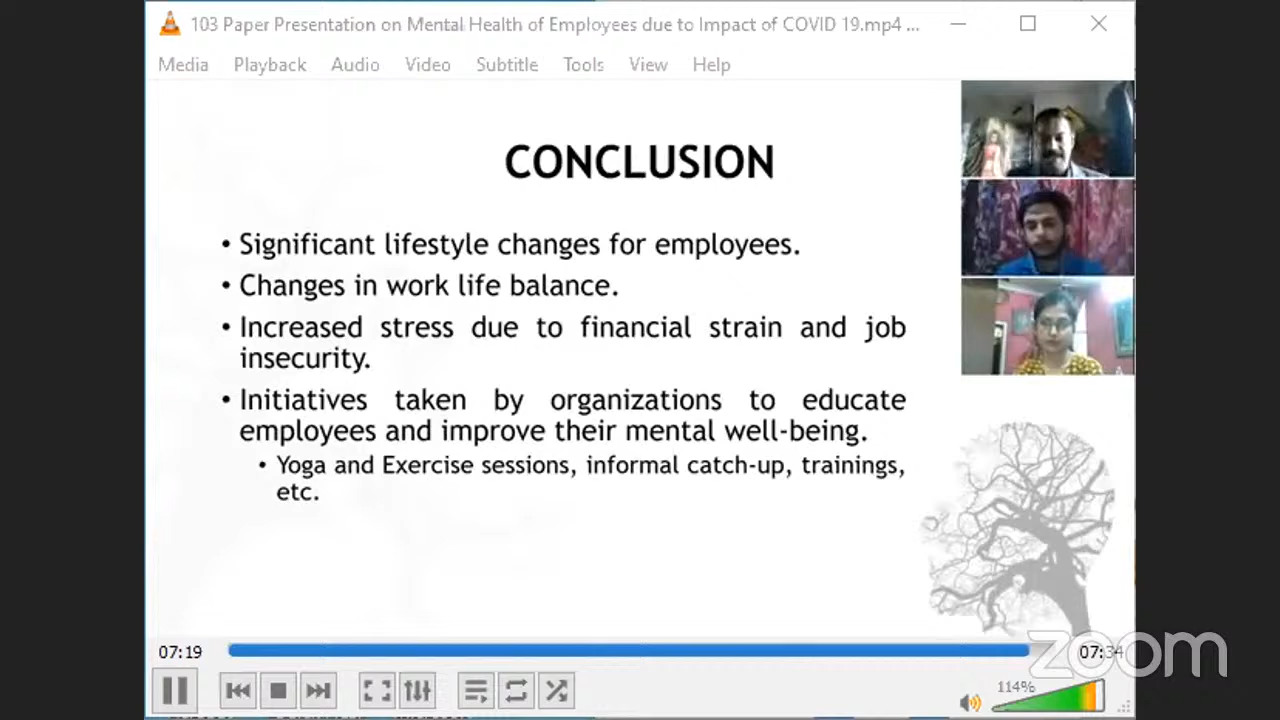 103 Paper Presentation on Mental Health of Employees due to Impact of COVID 19.mp4 ...
Media Playback Audio Video Subtitle Tools View Help
CONCLUSION
• Significant lifestyle changes for employees.
• Changes in work life balance.
• Increased stress due to financial strain and job
insecurity.
• Initiatives taken by organizations to educate
employees and improve their mental well-being.
• Yoga and Exercise sessions, informal catch-up, trainings,
etc.
07:19
07:34
zoom
114%